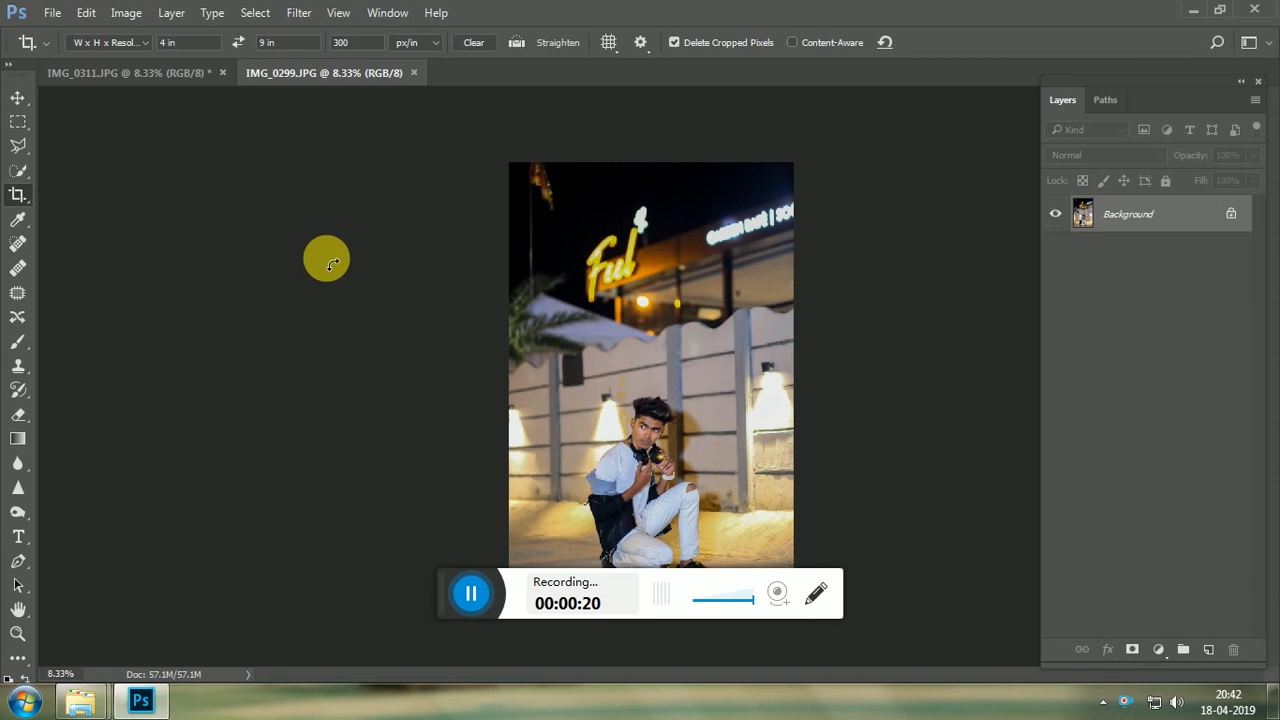 Ps File Edit Image Layer Type Select Filter View Window Help
W x H x Resol... 4 in 9 in 300 px/in Clear Straighten Delete Cropped Pixels Content-Aware
IMG_0311.JPG @ 8.33% (RGB/8) * × IMG_0299.JPG @ 8.33% (RGB/8) ×
Layers Paths
Kind
Normal Opacity: 100%
Lock: Fill: 100%
Background
Ful
Recording...
00:00:20
8.33% Doc: 57.1M/57.1M
Ps
20:42
18-04-2019